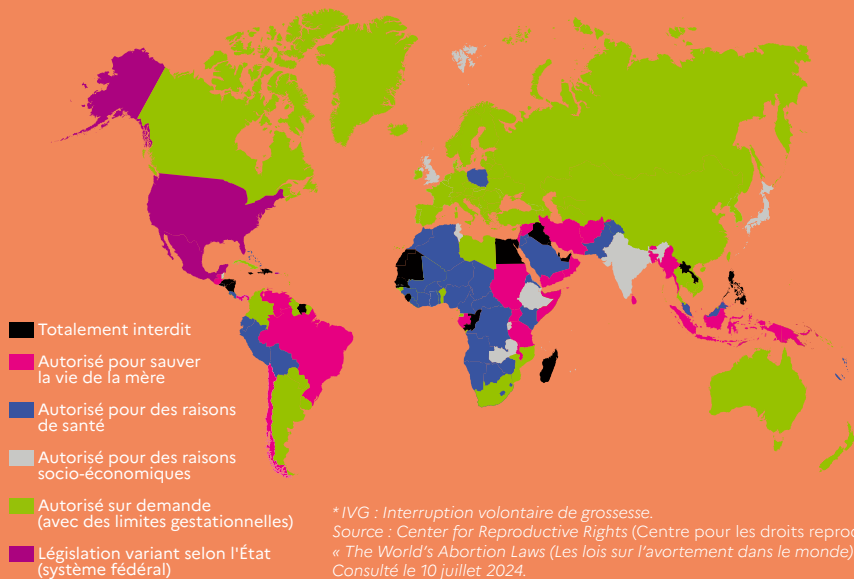 Totalement interdit
Autorisé pour sauver
la vie de la mère
Autorisé pour des raisons
de santé
Autorisé pour des raisons
socio-économiques
Autorisé sur demande
(avec des limites gestationnelles)
Législation variant selon l'État
(système fédéral)
* IVG : Interruption volontaire de grossesse.
Source : Center for Reproductive Rights (Centre pour les droits reprod
« The World's Abortion Laws (Les lois sur l'avortement dans le monde)
Consulté le 10 juillet 2024.